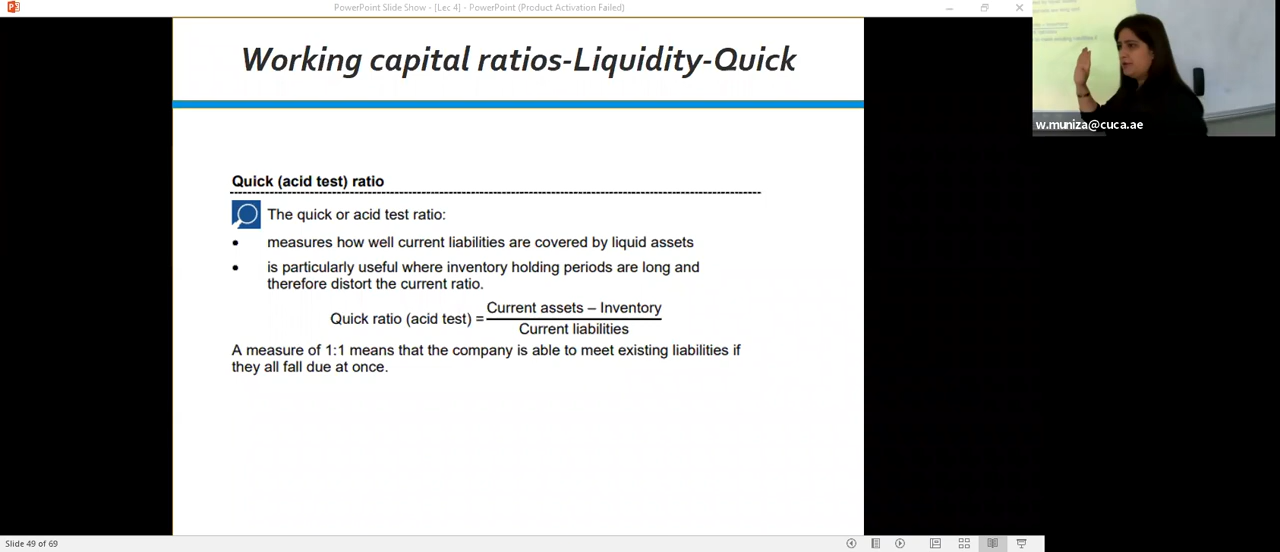 PowerPoint Slide Show - [Lec 4] - PowerPoint (Product Activation Failed)
Working capital ratios-Liquidity-Quick
Quick (acid test) ratio
The quick or acid test ratio:
• measures how well current liabilities are covered by liquid assets
• is particularly useful where inventory holding periods are long and
therefore distort the current ratio.
Current assets – Inventory
Quick ratio (acid test) =
Current liabilities
A measure of 1:1 means that the company is able to meet existing liabilities if
they all fall due at once.
w.muniza@cuca.ae
Slide 49 of 69